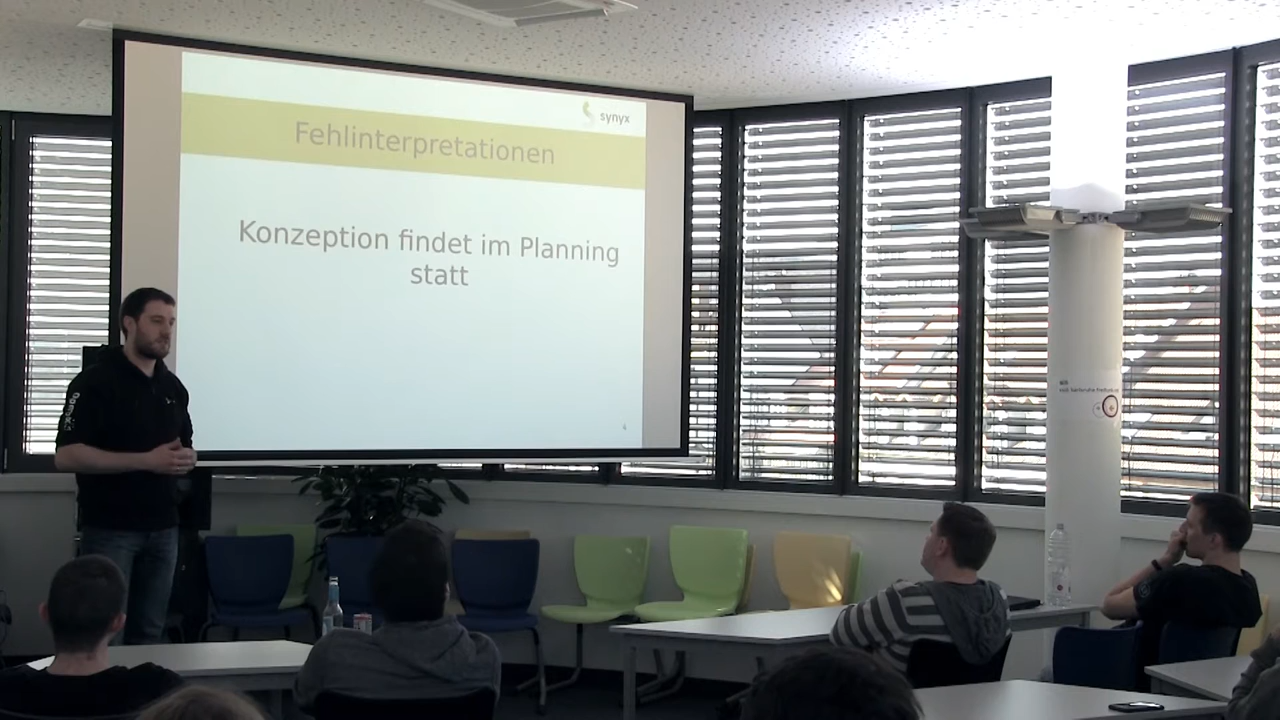 synyx
Fehlinterpretationen
Konzeption findet im Planning
statt